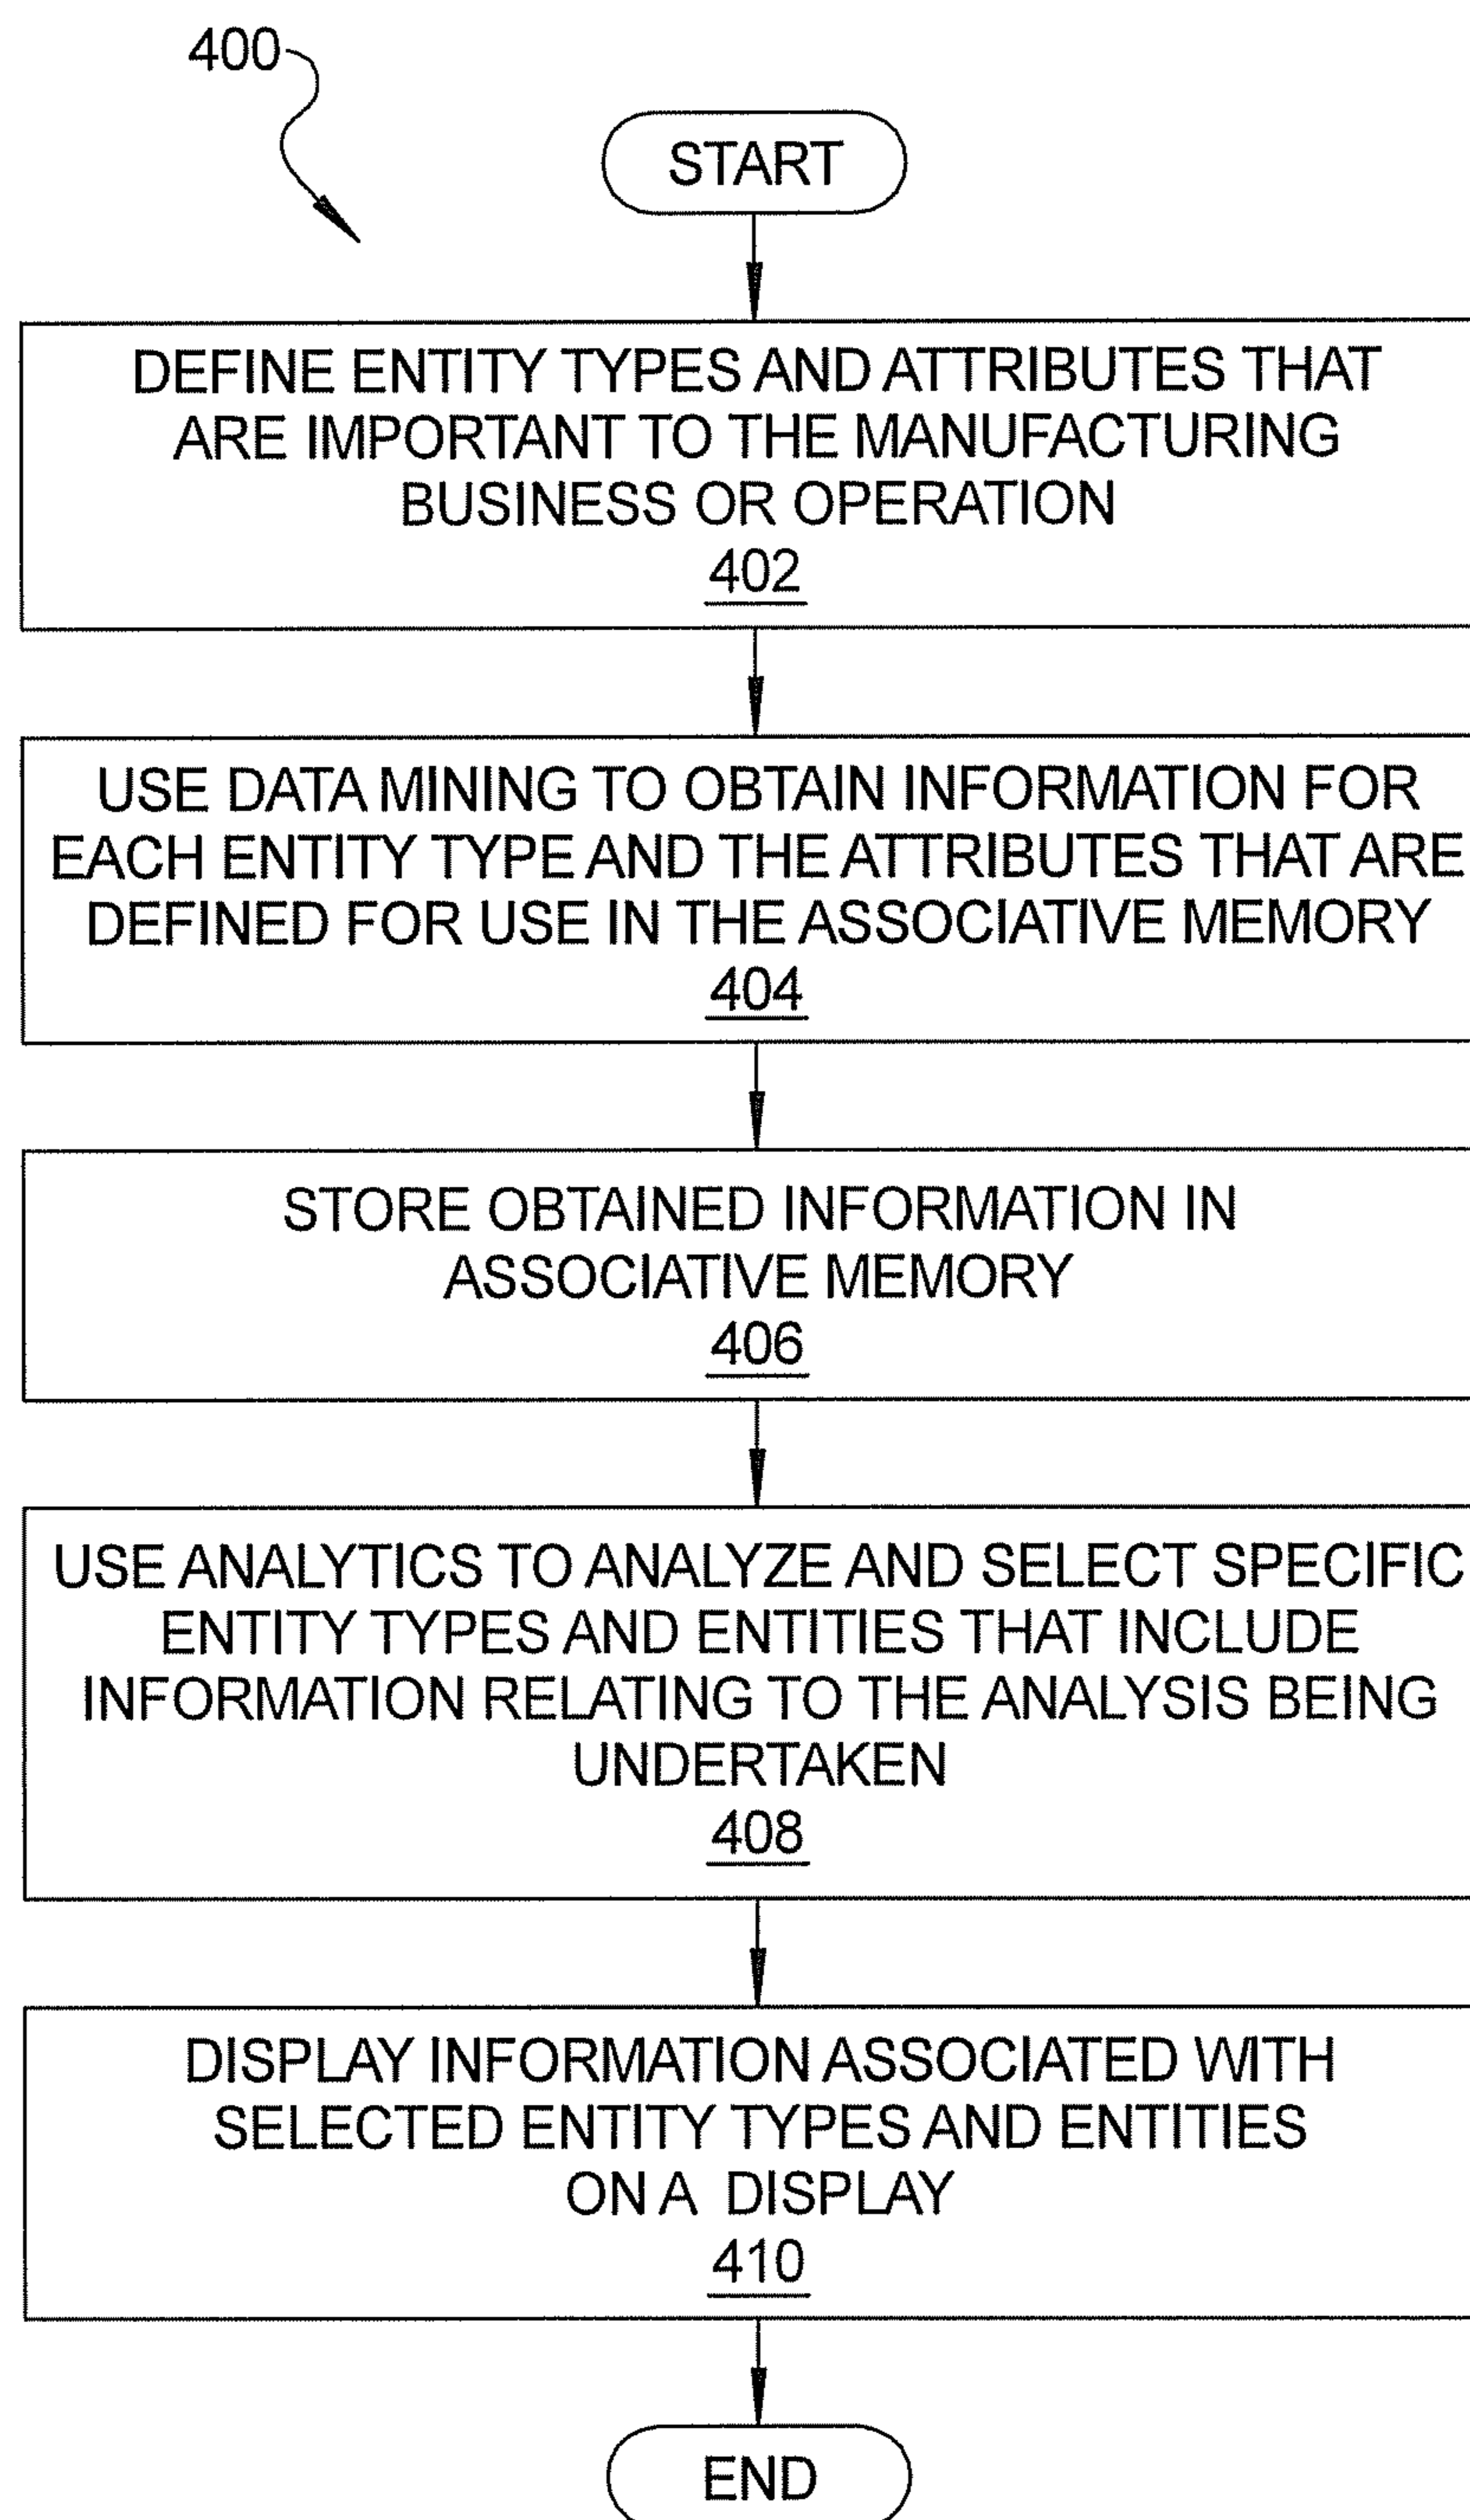 400
START
DEFINE ENTITY TYPES AND ATTRIBUTES THAT
ARE IMPORTANT TO THE MANUFACTURING
BUSINESS OR OPERATION
402
USE DATA MINING TO OBTAIN INFORMATION FOR
EACH ENTITY TYPE AND THE ATTRIBUTES THAT ARE
DEFINED FOR USE IN THE ASSOCIATIVE MEMORY
404
STORE OBTAINED INFORMATION IN
ASSOCIATIVE MEMORY
406
USE ANALYTICS TO ANALYZE AND SELECT SPECIFIC
ENTITY TYPES AND ENTITIES THAT INCLUDE
INFORMATION RELATING TO THE ANALYSIS BEING
UNDERTAKEN
408
DISPLAY INFORMATION ASSOCIATED WITH
SELECTED ENTITY TYPES AND ENTITIES
ON A DISPLAY
410
END